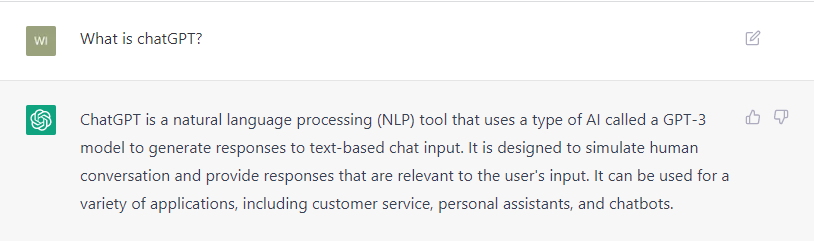 WI
What is chatGPT?
ChatGPT is a natural language processing (NLP) tool that uses a type of AI called a GPT-3
model to generate responses to text-based chat input. It is designed to simulate human
conversation and provide responses that are relevant to the user's input. It can be used for a
variety of applications, including customer service, personal assistants, and chatbots.